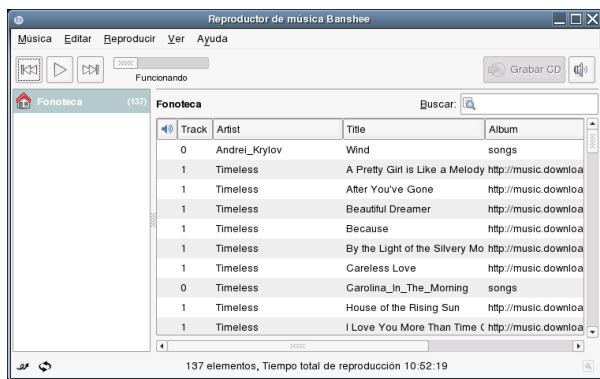 Reproductor de música Banshee
Música Editar Reproducir Ver Ayuda
Funcionando
Grabar CD
Fonoteca (137)
Fonoteca
Buscar:
Track Artist Title Album
0 Andrei_Krylov Wind songs
1 Timeless A Pretty Girl is Like a Melody http://music.downloa
1 Timeless After You've Gone http://music.downloa
1 Timeless Beautiful Dreamer http://music.downloa
1 Timeless Because http://music.downloa
1 Timeless By the Light of the Silvery Mo http://music.downloa
1 Timeless Careless Love http://music.downloa
0 Timeless Carolina_In_The_Morning songs
1 Timeless House of the Rising Sun http://music.downloa
1 Timeless I Love You More Than Time ( http://music.downloa
137 elementos, Tiempo total de reproducción 10:52:19